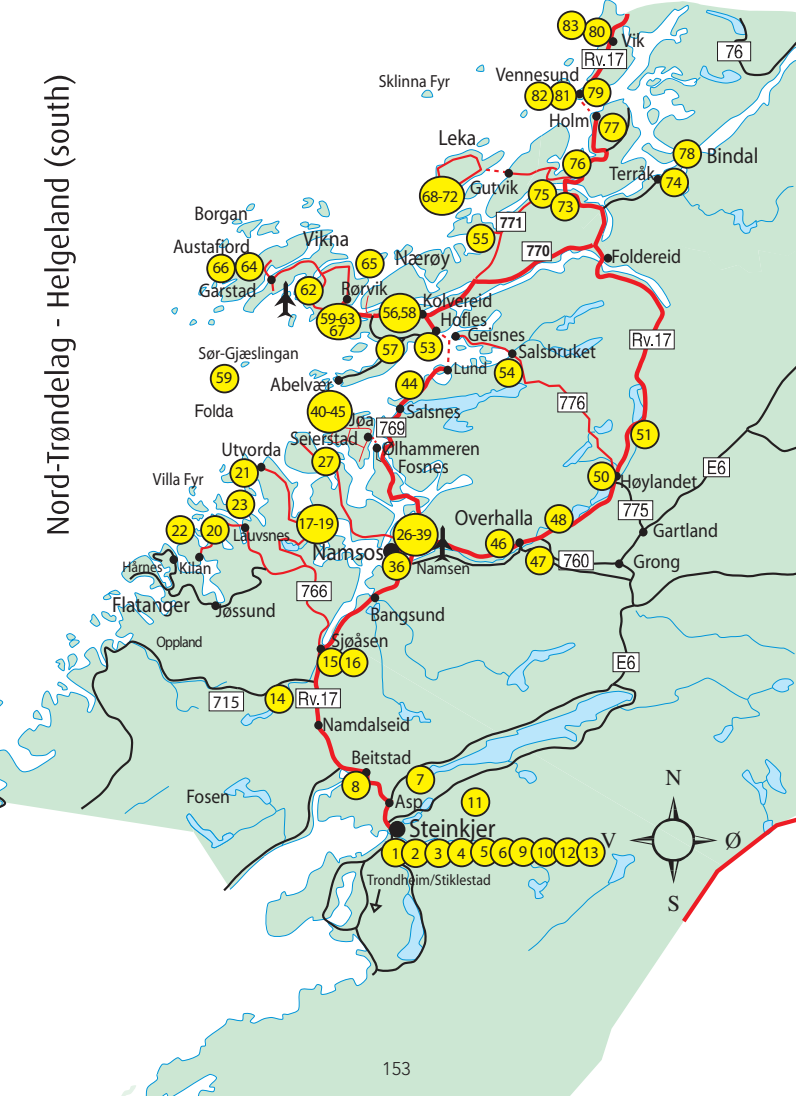 Nord-Trøndelag - Helgeland (south)
83
80
Vik
Rv.17
76
Vennesund
Sklinna Fyr
82
81
79
Holm
77
Leka
76
78
Bindal
Terråk
74
68-72
Gutvik
75
73
Borgan
771
Vikna
55
770
Austafjord
Nærøy
66
64
65
Foldereid
Garstad
62
Rørvik
56,58
Kolvereid
59-63
67
Hofles
Geisnes
Rv.17
57
53
Salsbruket
Sør-Gjæslingan
59
Abelvær
Lund
54
44
776
Folda
40-45
Salsnes
Jøa
769
Seierstad
51
Ølhammeren
Utvorda
27
Fosnes
E6
21
Villa Fyr
50
Høylandet
23
775
22
20
17-19
Overhalla
48
Lauvsnes
26-39
Gartland
46
Namsos
47
760
Grong
Hårnes
Kilan
36
Namsen
766
Flatanger
Jøssund
Bangsund
Oppland
Sjøåsen
15
16
E6
14
715
Rv.17
Namdalseid
Beitstad
N
7
8
Fosen
11
Asp
Steinkjer
V
Ø
1
2
3
4
5
6
9
10
12
13
Trondheim/Stiklestad
S
153